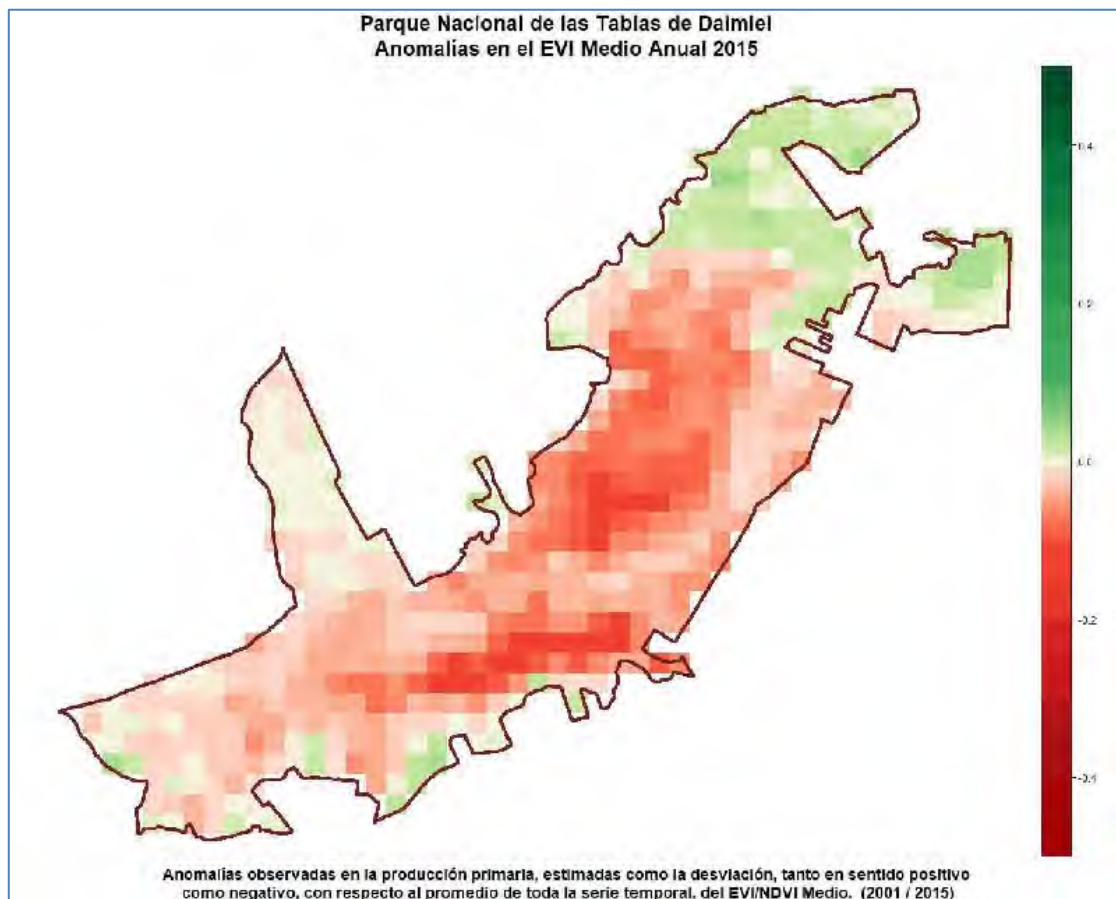 Parque Nacional de las Tablas de Daimiel
Anomalías en el EVI Medio Anual 2015
0.4
0.2
0.0
-0.2
-0.4
Anomalías observadas en la producción primaria, estimadas como la desviación, tanto en sentido positivo
como negativo, con respecto al promedio de toda la serie temporal, del EVI/NDVI Medio. (2001 / 2015)